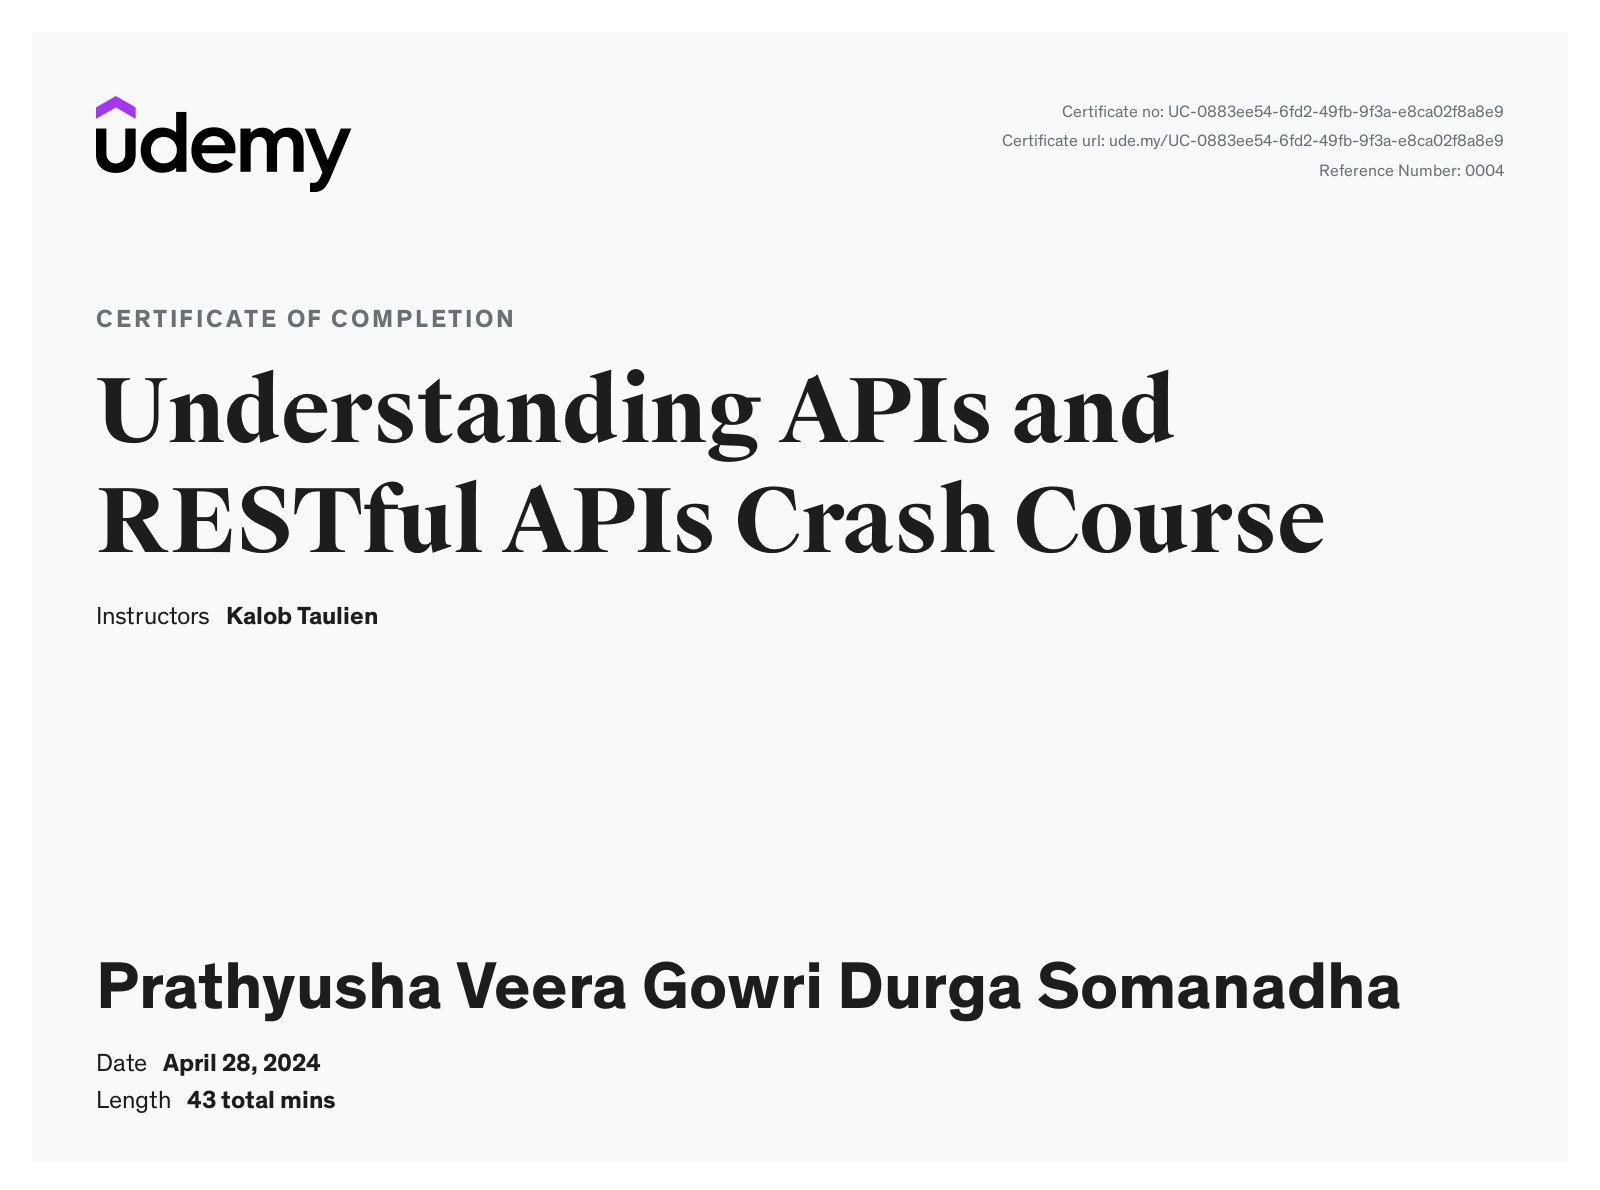 udemy
Certificate no: UC-0883ee54-6fd2-49fb-9f3a-e8ca02f8a8e9
Certificate url: ude.my/UC-0883ee54-6fd2-49fb-9f3a-e8ca02f8a8e9
Reference Number: 0004
CERTIFICATE OF COMPLETION
Understanding APIs and
RESTful APIs Crash Course
Instructors Kalob Taulien
Prathyusha Veera Gowri Durga Somanadha
Date April 28, 2024
Length 43 total mins